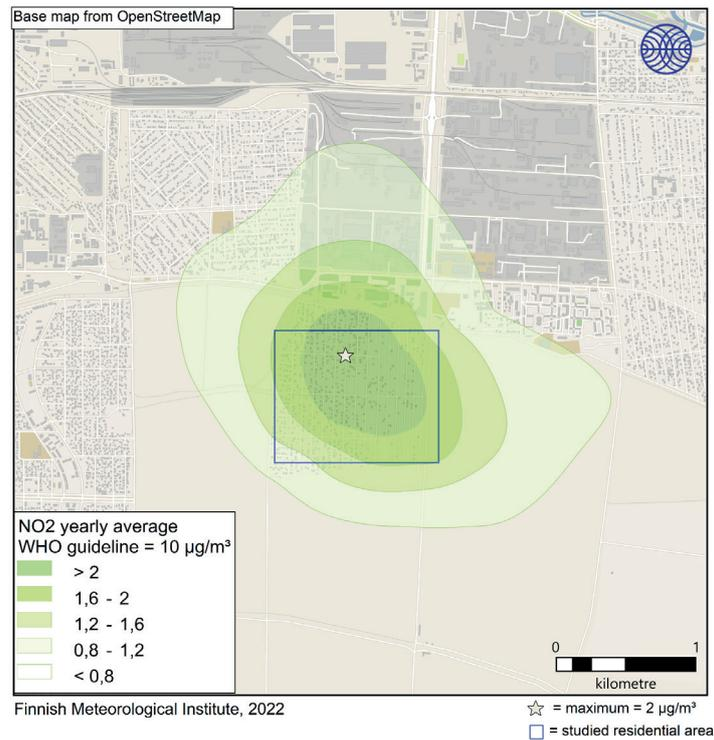 Base map from OpenStreetMap
NO2 yearly average
WHO guideline = 10 µg/m³
> 2
1,6 - 2
1,2 - 1,6
0,8 - 1,2
< 0,8
0 1
kilometre
Finnish Meteorological Institute, 2022
= maximum = 2 µg/m³
= studied residential area